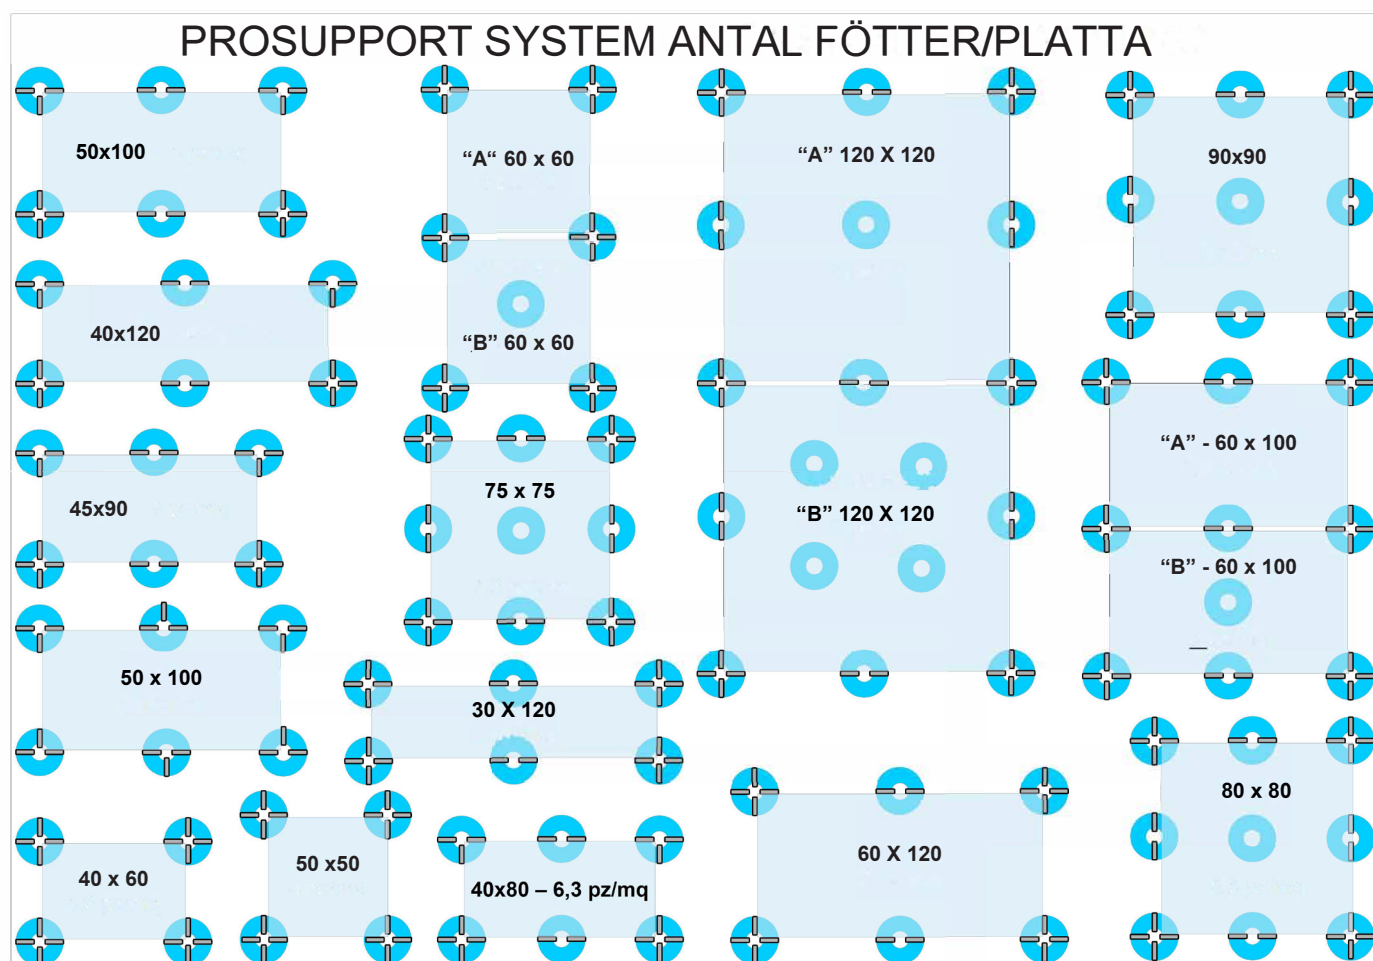 PROSUPPORT SYSTEM ANTAL FÖTTER/PLATTA
50x100
“A“ 60 x 60
“A” 120 X 120
90x90
40x120
“B” 60 x 60
“A” - 60 x 100
45x90
75 x 75
“B” 120 X 120
“B” - 60 x 100
50 x 100
30 X 120
80 x 80
40 x 60
50 x50
40x80 – 6,3 pz/mq
60 X 120